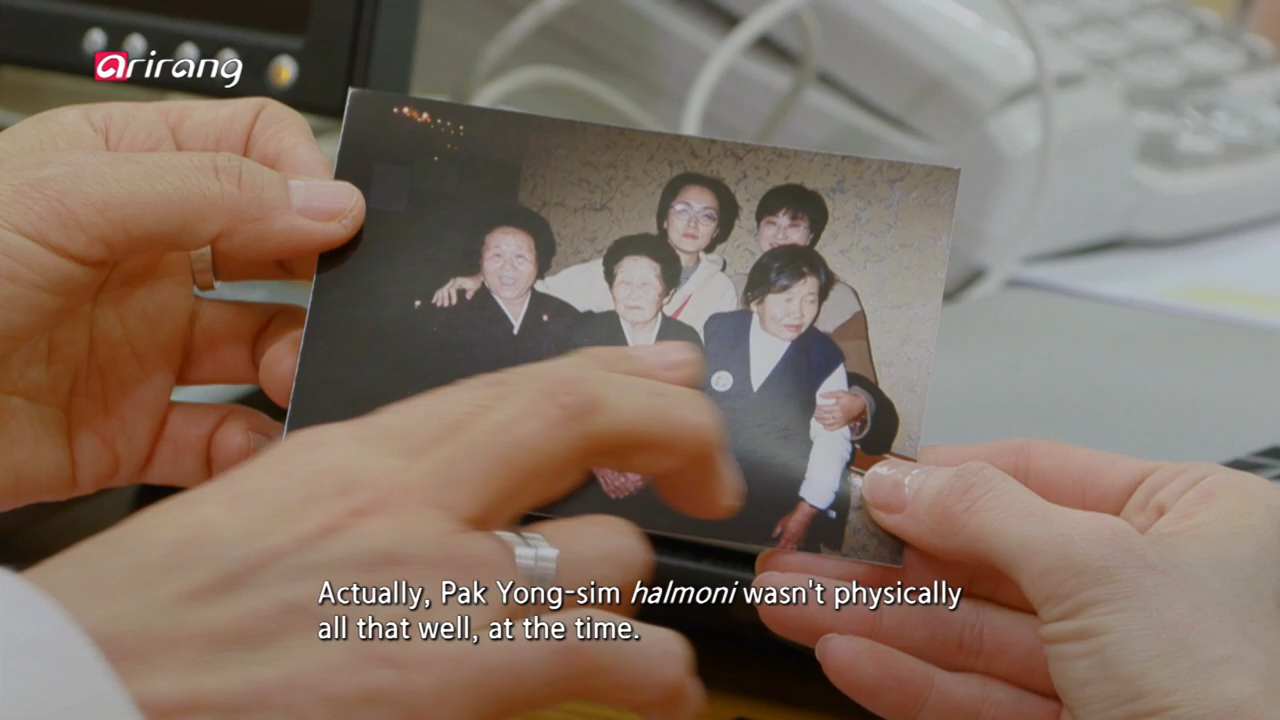 arirang
Actually, Pak Yong-sim halmoni wasn't physically
all that well, at the time.